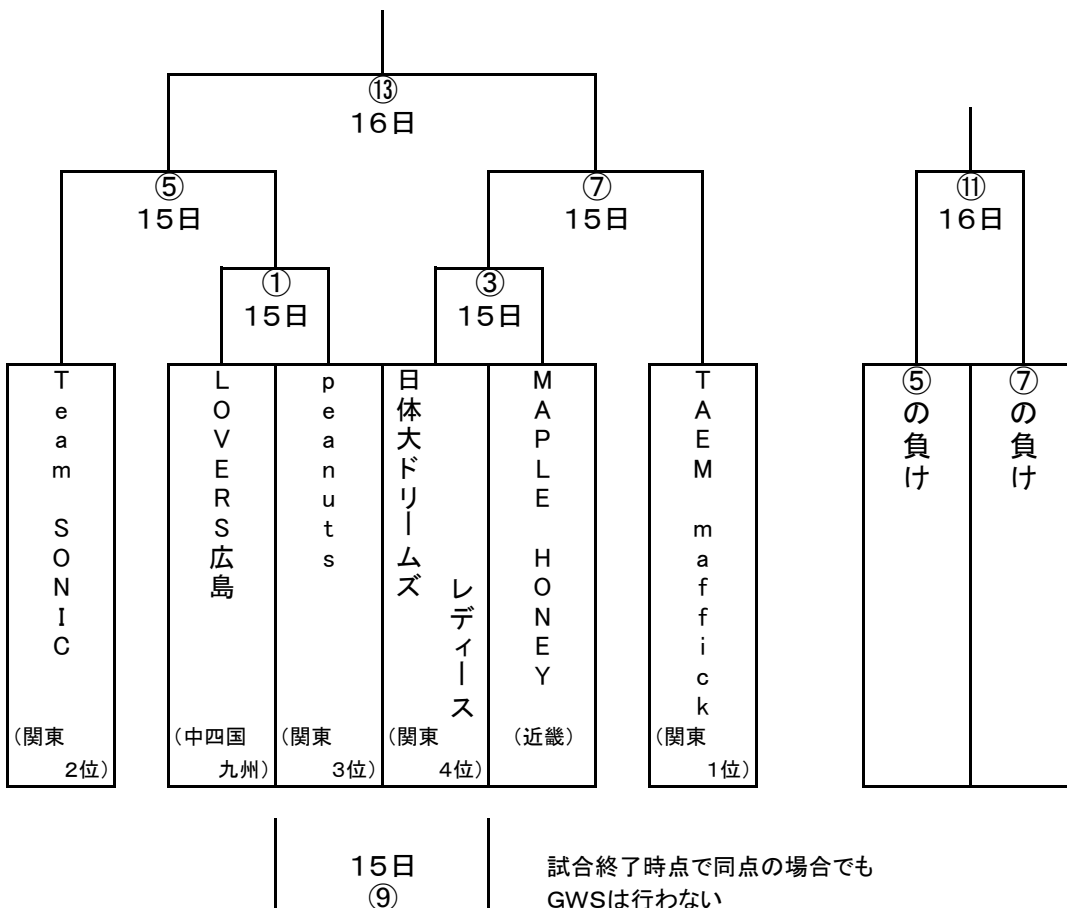 ⑬
16日
⑤
15日
⑦
15日
⑪
16日
①
15日
③
15日
Team SONIC
(関東
2位)
LOVERS広島
(中四国
九州)
peanuts
(関東
3位)
日体大ドリームズ
レディース
(関東
4位)
MAPLE HONEY
(近畿)
TAEM maffick
(関東
1位)
⑤の負け
⑦の負け
15日
⑨
試合終了時点で同点の場合でも
GWSは行わない